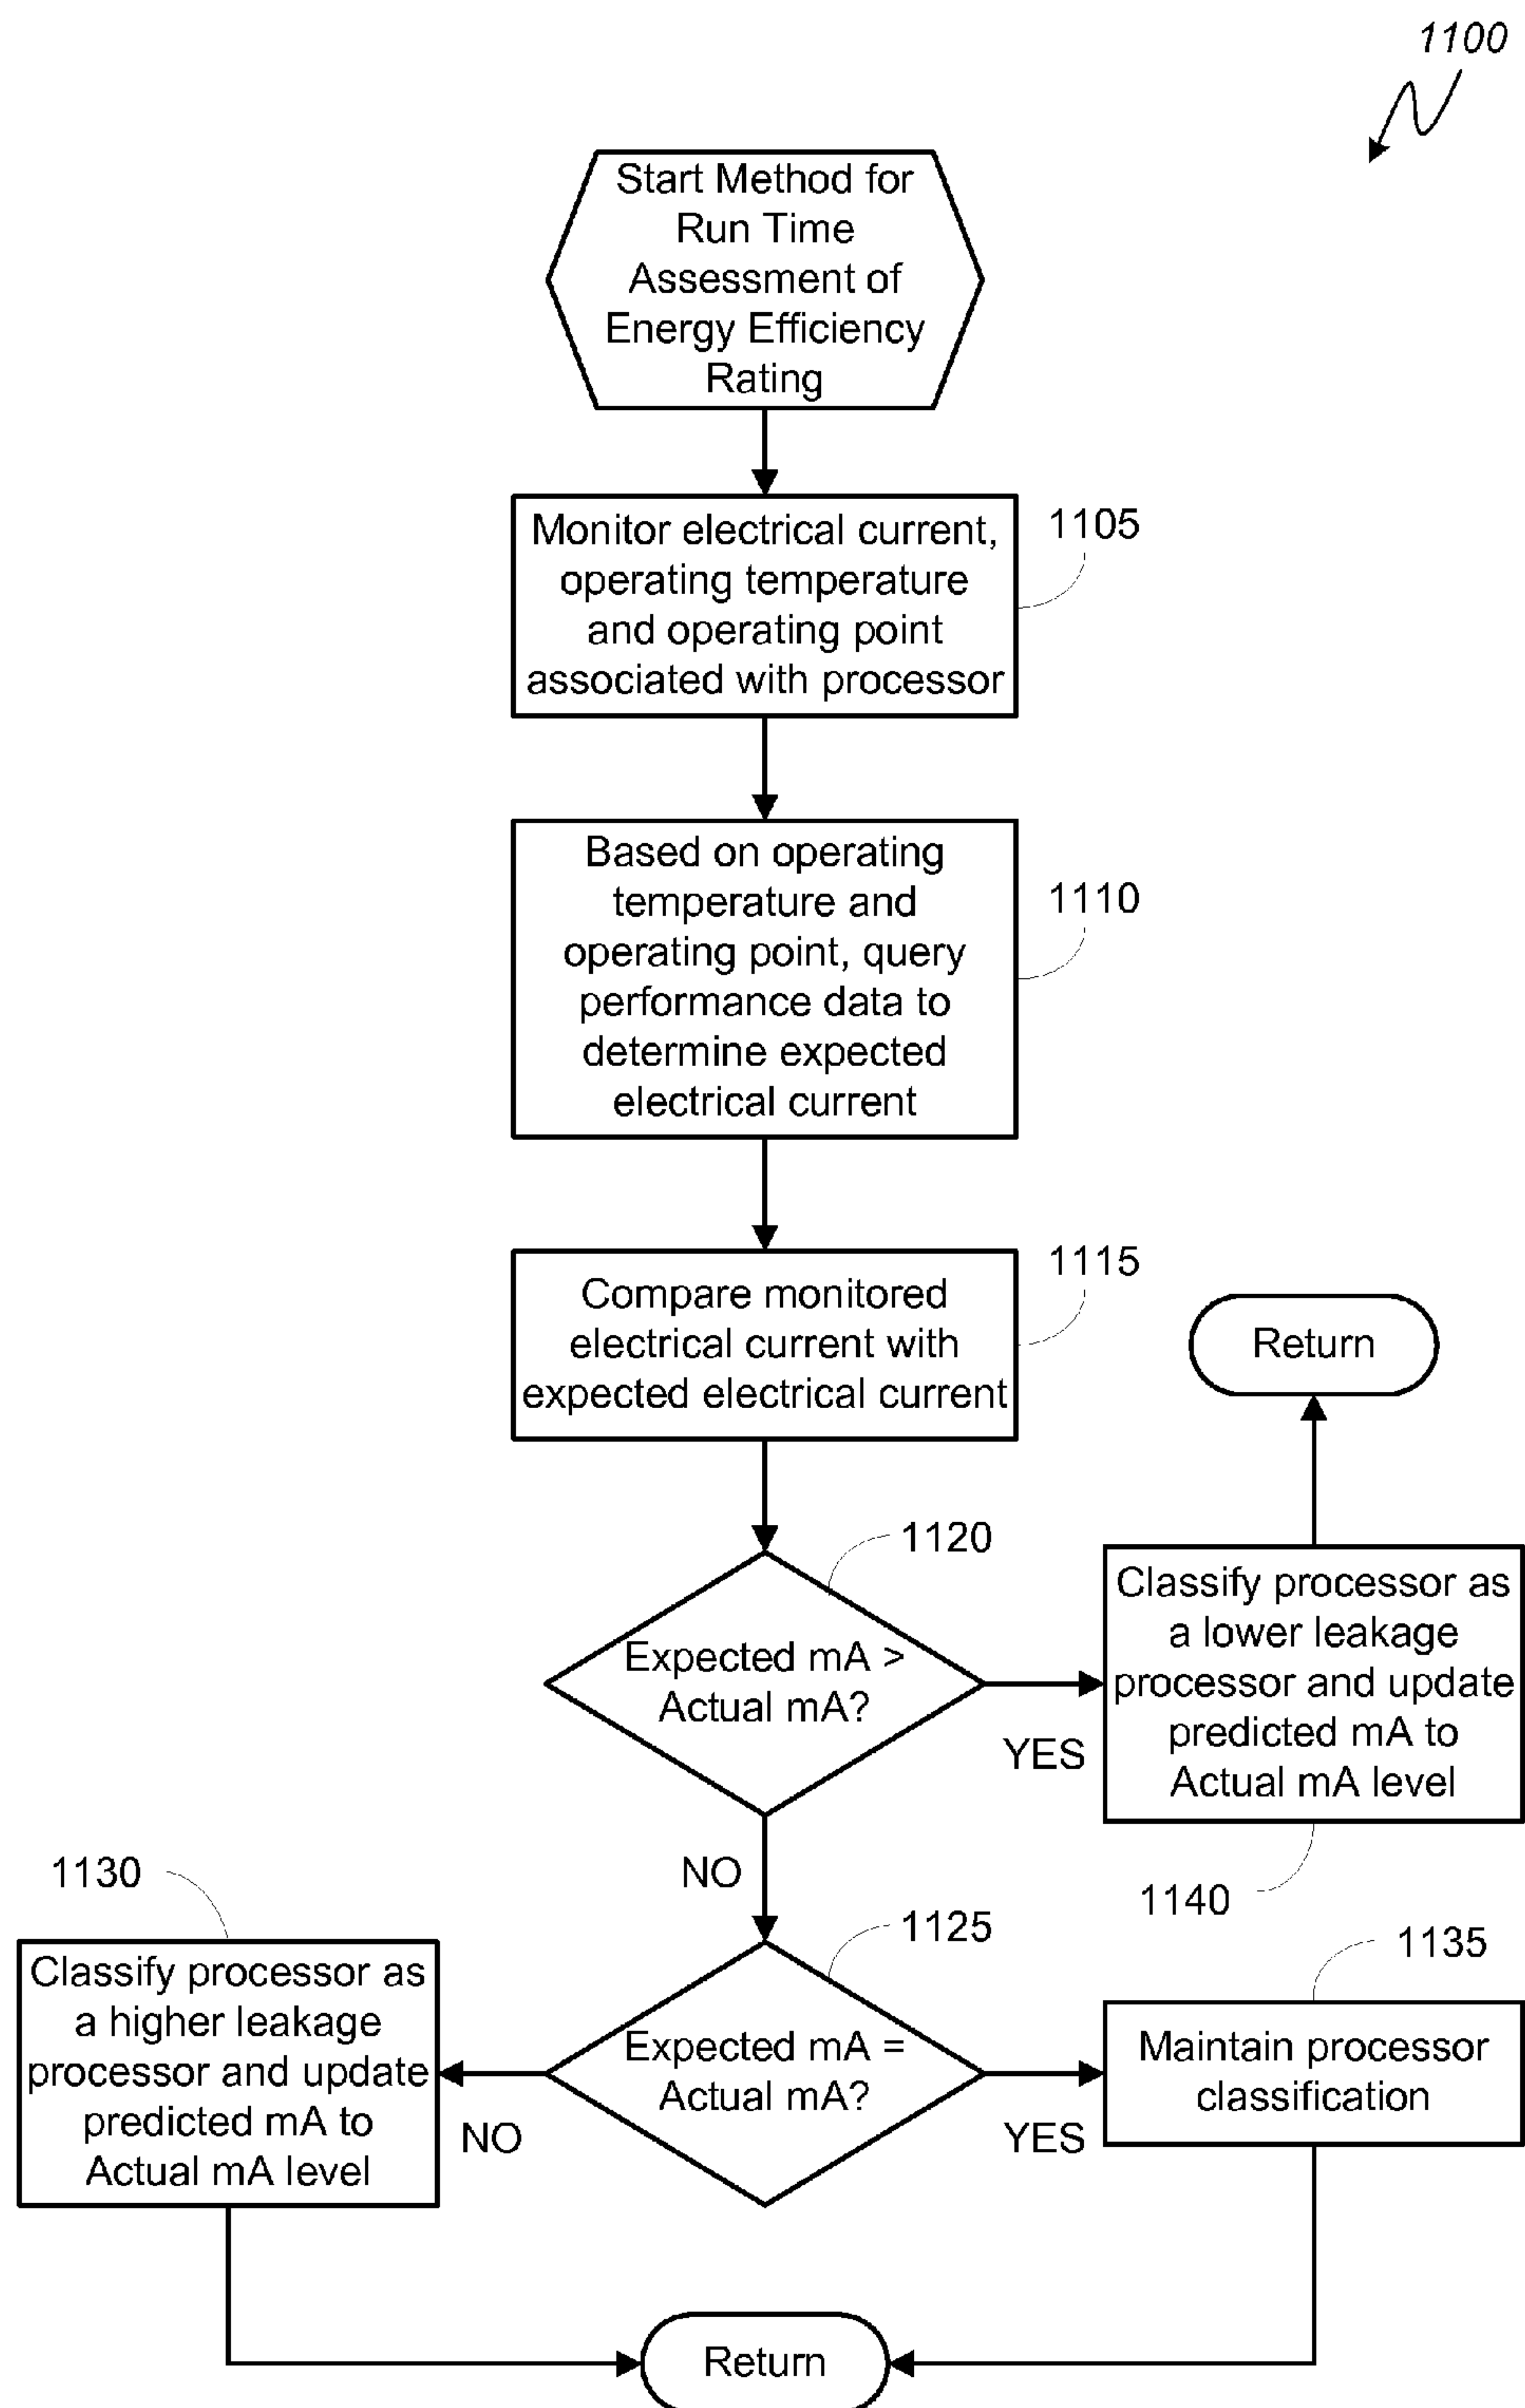 1100
Start Method for
Run Time
Assessment of
Energy Efficiency
Rating
Monitor electrical current,
operating temperature
and operating point
associated with processor
1105
Based on operating
temperature and
operating point, query
performance data to
determine expected
electrical current
1110
Compare monitored
electrical current with
expected electrical current
1115
Return
Expected mA >
Actual mA?
1120
YES
NO
Classify processor as
a lower leakage
processor and update
predicted mA to
Actual mA level
1140
Expected mA =
Actual mA?
1125
NO
YES
1130
Classify processor as
a higher leakage
processor and update
predicted mA to
Actual mA level
1135
Maintain processor
classification
Return